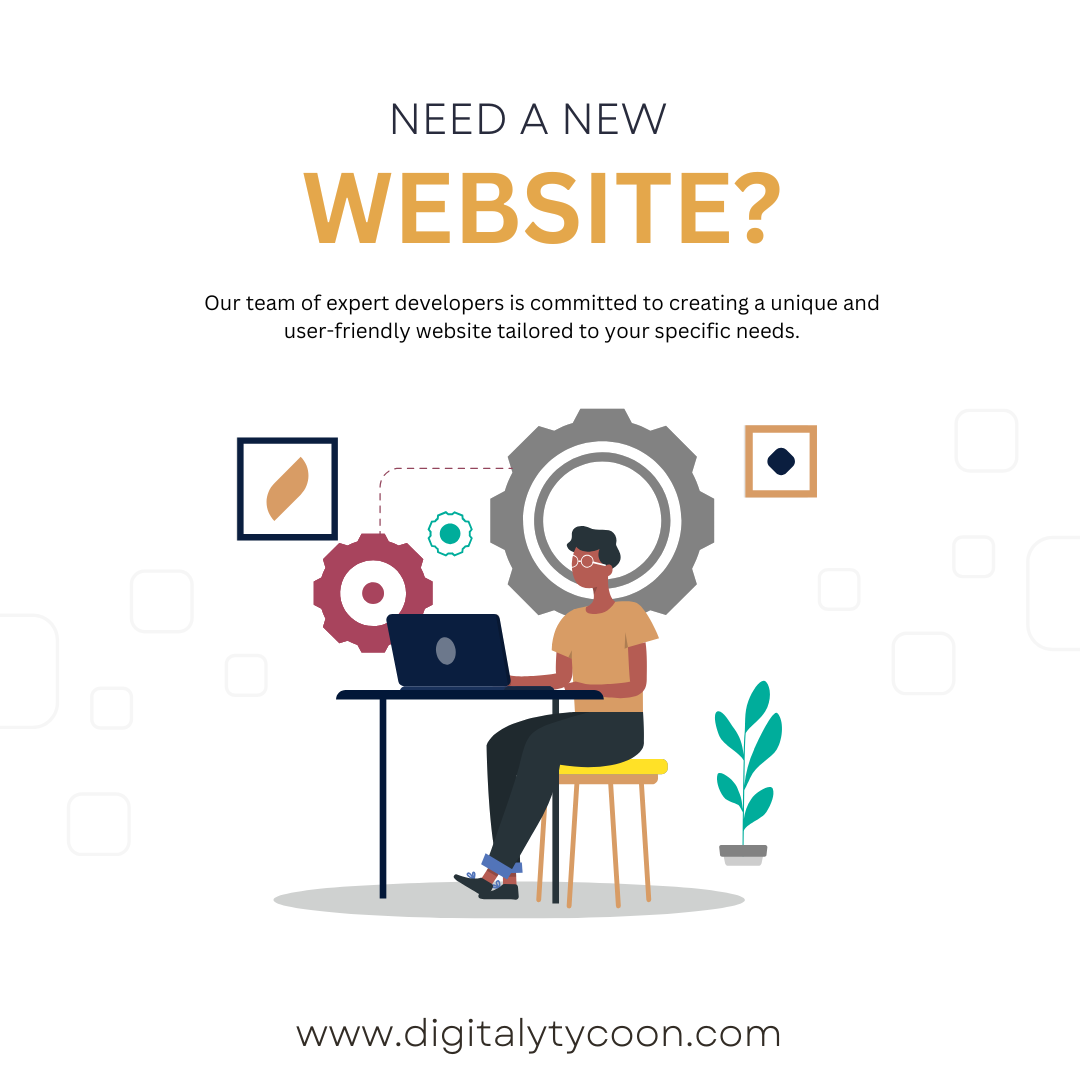 NEED A NEW
WEBSITE?
Our team of expert developers is committed to creating a unique and
user-friendly website tailored to your specific needs.
www.digitalytycoon.com